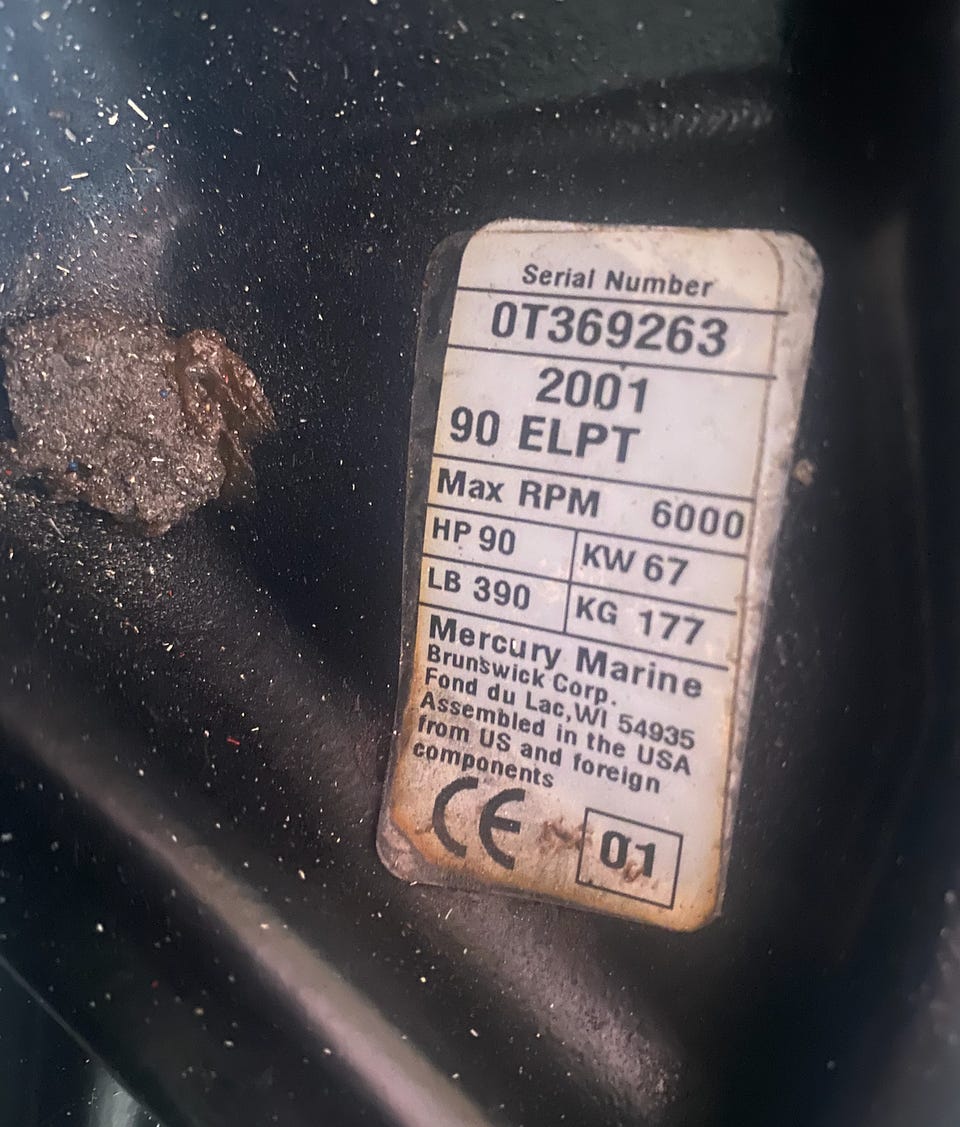 Serial Number
0T369263
2001
90 ELPT
Max RPM 6000
HP 90 KW 67
LB 390 KG 177
Mercury Marine
Brunswick Corp.
Fond du Lac,WI 54935
Assembled in the USA
from US and foreign
components
CE 01